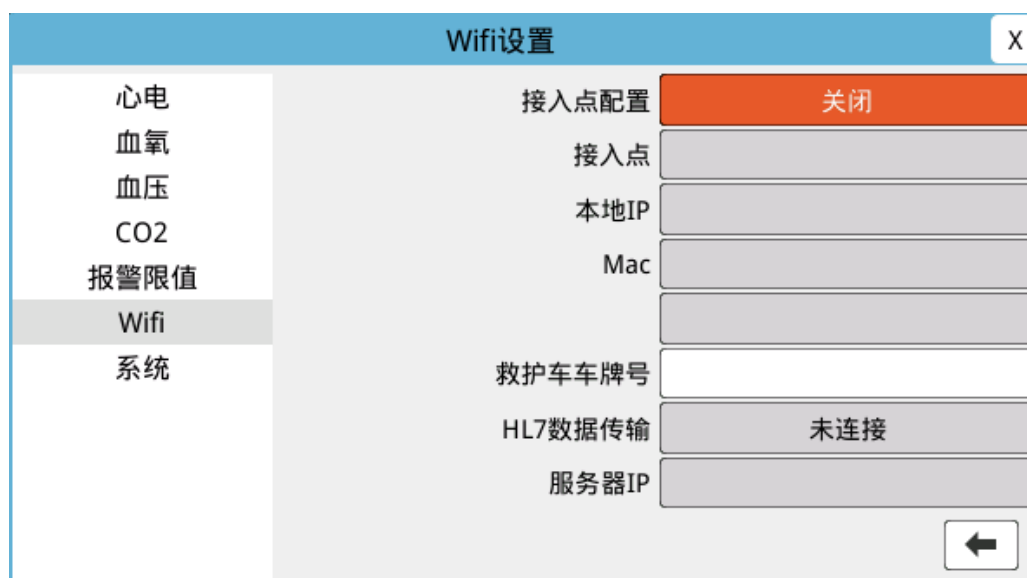 Wifi设置
X
心电
血氧
血压
CO2
报警限值
Wifi
系统
接入点配置 关闭
接入点
本地IP
Mac
救护车车牌号
HL7数据传输 未连接
服务器IP